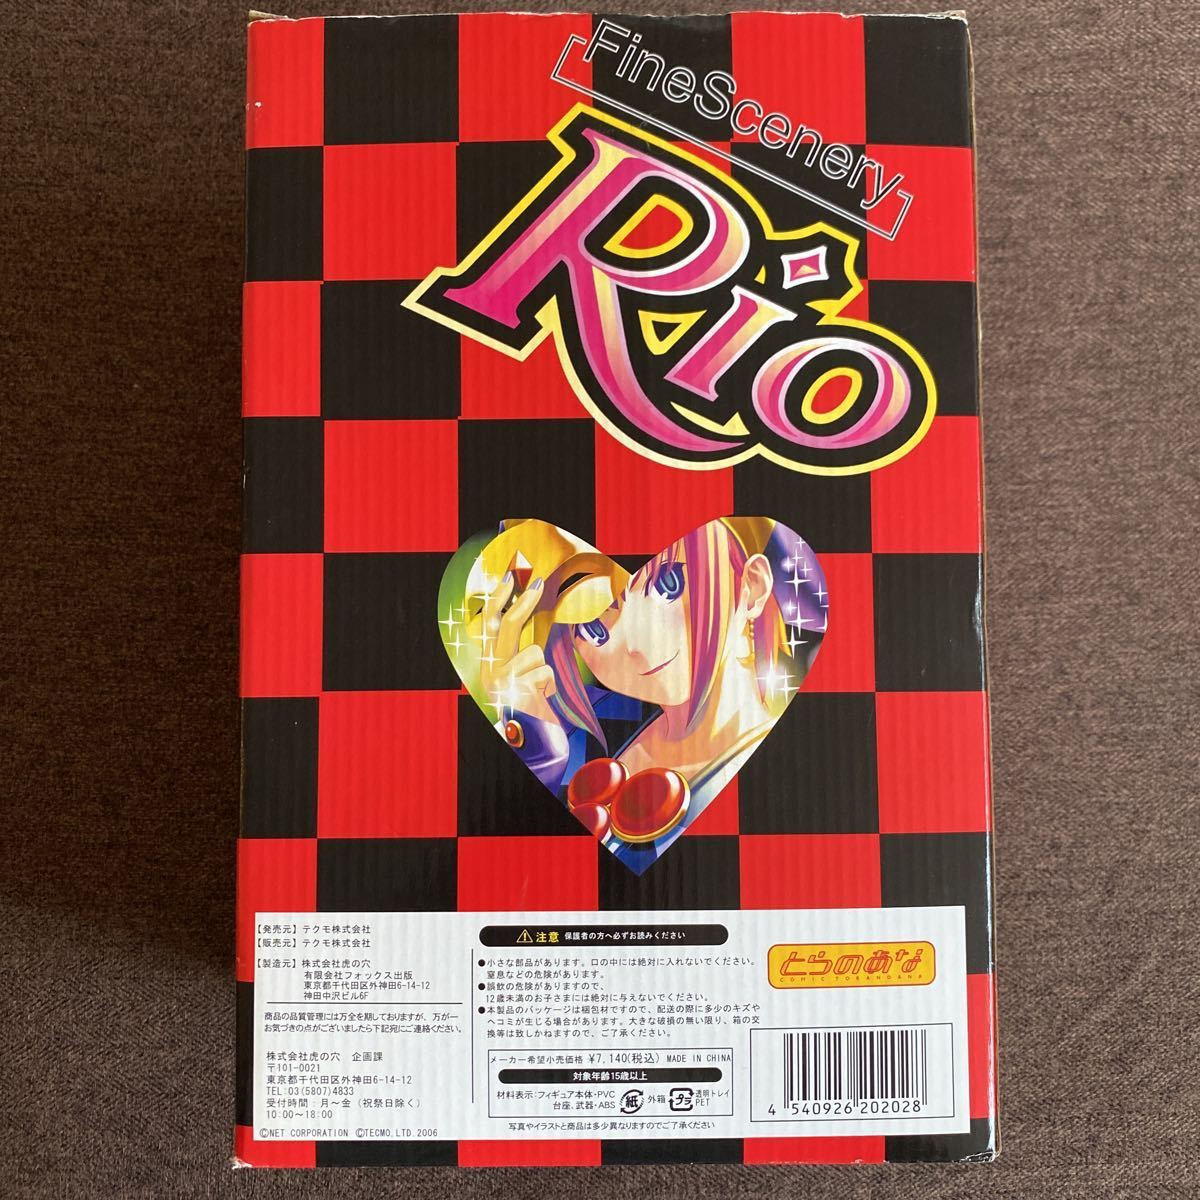 FineScenery
Rio
【発売元】テクモ株式会社
【販売元】テクモ株式会社
【製造元】株式会社虎の穴
有限会社フォックス出版
東京都千代田区外神田6-14-12
神田中沢ビル6F
商品の品質管理には万全を期しておりますが、万が一
お気づきの点がございましたら下記宛にご連絡ください。
株式会社虎の穴 企画課
〒101-0021
東京都千代田区外神田6-14-12
TEL:03(5807)4833
受付時間:月〜金(祝祭日除く)
10:00〜18:00
©NET CORPORATION ©TECMO,LTD.2006
注意 保護者の方へ必ずお読みください
●小さな部品があります。口の中には絶対に入れないでください。
窒息などの危険があります。
●誤飲の危険がありますので、
12歳未満のお子さまには絶対に与えないでください。
●本製品のパッケージは梱包材ですので、配送の際に多少のキズや
ヘコミが生じる場合があります。大きな破損の無い限り、箱の交
換等は致しかねますので、ご了承ください。
メーカー希望小売価格 ¥7,140(税込) MADE IN CHINA
対象年齢15歳以上
材料表示:フィギュア本体・PVC
台座、武器・ABS
紙 外箱
プラ 透明トレイ
PET
写真やイラストと商品は多少異なりますのでご了承ください
とらのあな
COMIC TORANOANA
4 540926 202028